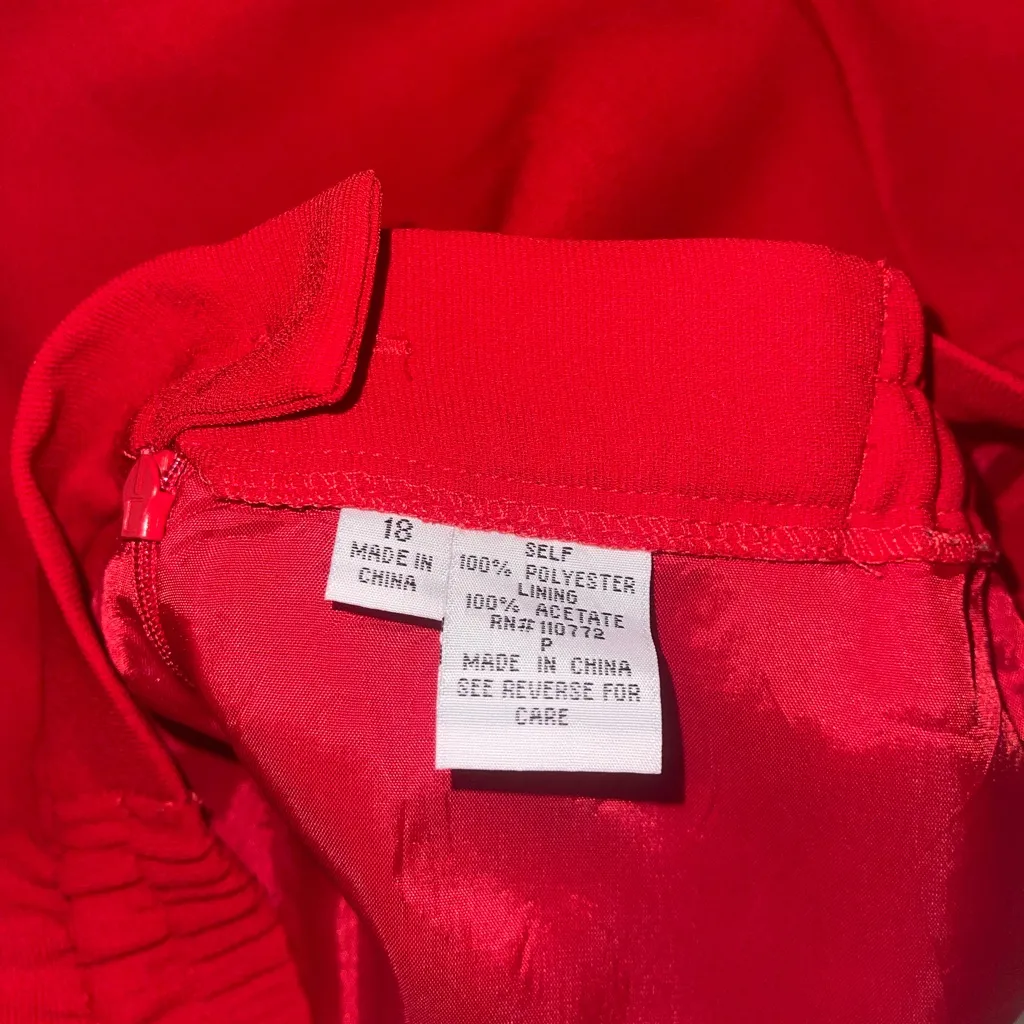 18
MADE IN
CHINA
SELF
100% POLYESTER
LINING
100% ACETATE
RN# 110772
P
MADE IN CHINA
SEE REVERSE FOR
CARE